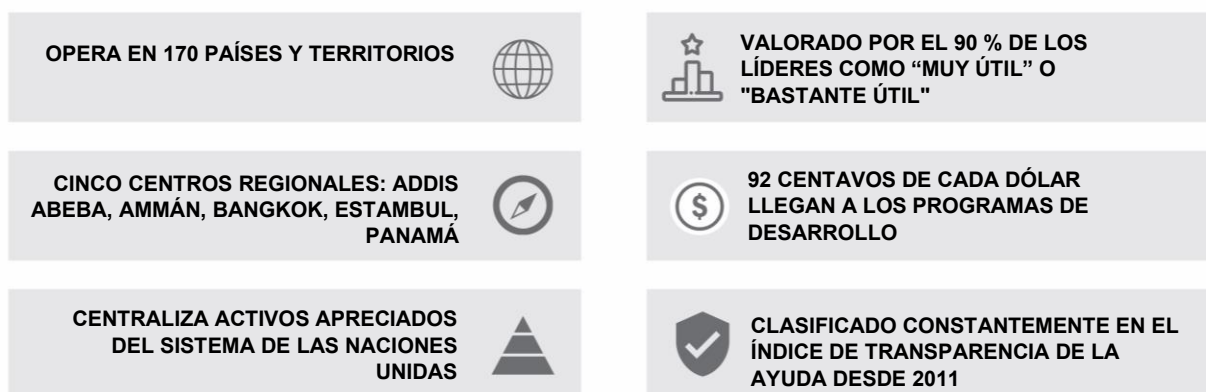 OPERA EN 170 PAÍSES Y TERRITORIOS
VALORADO POR EL 90 % DE LOS
LÍDERES COMO “MUY ÚTIL” O
"BASTANTE ÚTIL"
CINCO CENTROS REGIONALES: ADDIS
ABEBA, AMMÁN, BANGKOK, ESTAMBUL,
PANAMÁ
$
92 CENTAVOS DE CADA DÓLAR
LLEGAN A LOS PROGRAMAS DE
DESARROLLO
CENTRALIZA ACTIVOS APRECIADOS
DEL SISTEMA DE LAS NACIONES
UNIDAS
CLASIFICADO CONSTANTEMENTE EN EL
ÍNDICE DE TRANSPARENCIA DE LA
AYUDA DESDE 2011